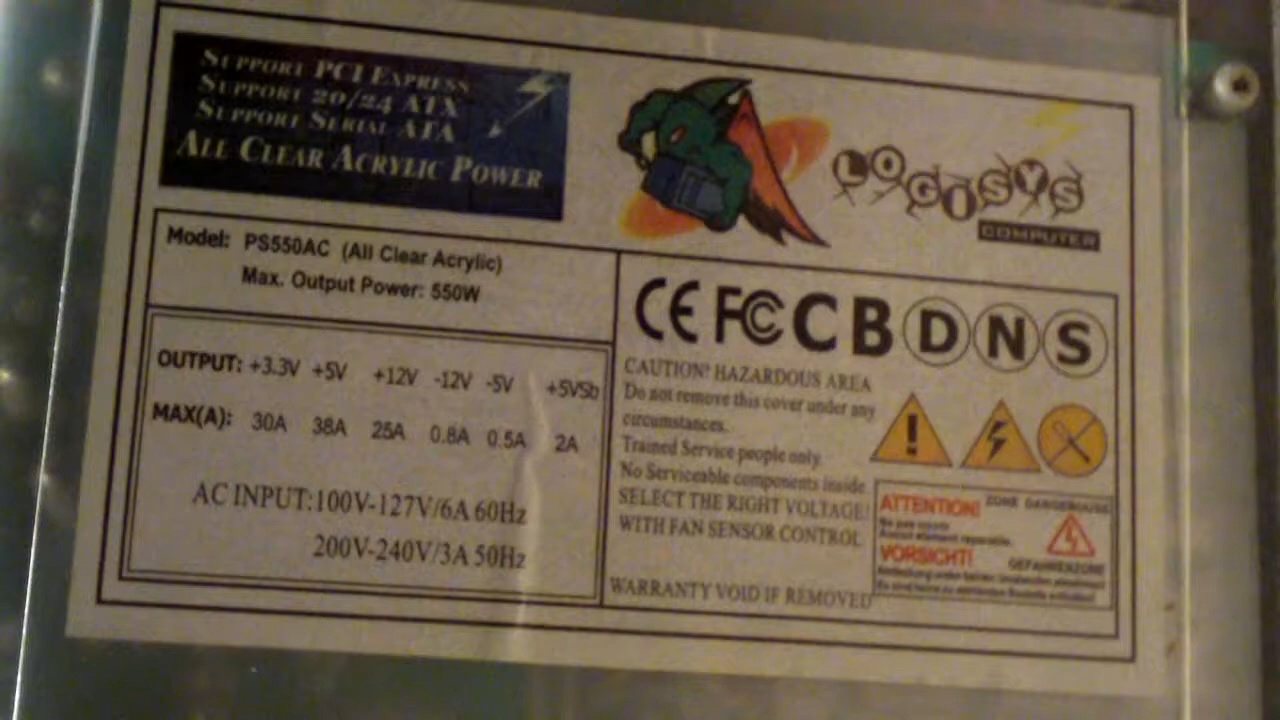 SUPPORT PCI EXPRESS
SUPPORT 20/24 ATX
SUPPORT SERIAL ATA
ALL CLEAR ACRYLIC POWER
LOGISYS
COMPUTER
Model: PS550AC (All Clear Acrylic)
Max. Output Power: 550W
OUTPUT: +3.3V +5V +12V -12V -5V +5VSb
MAX(A): 30A 38A 25A 0.8A 0.5A 2A
AC INPUT:100V-127V/6A 60Hz
200V-240V/3A 50Hz
CE FC C B D N S
CAUTION! HAZARDOUS AREA
Do not remove this cover under any
circumstances.
Trained Service people only.
No Serviceable components inside.
SELECT THE RIGHT VOLTAGE!
WITH FAN SENSOR CONTROL
WARRANTY VOID IF REMOVED
ATTENTION! ZONE DANGEROUSE
VORSICHT! GEFAHRENZONE